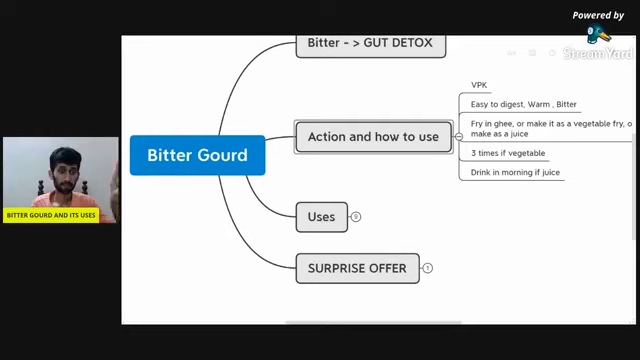 Powered by
StreamYard
Bitter - > GUT DETOX
VPK
Easy to digest, Warm , Bitter
Fry in ghee, or make it as a vegetable fry, o
make as a juice
Action and how to use
Bitter Gourd
3 times if vegetable
Drink in morning if juice
BITTER GOURD AND ITS USES
Uses
9
SURPRISE OFFER
1